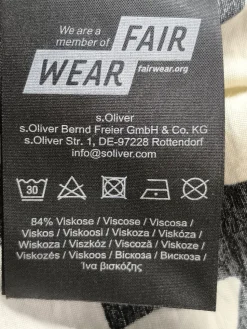 We are a
member of FAIR
WEAR fairwear.org
s.Oliver
s.Oliver Bernd Freier GmbH & Co. KG
s.Oliver Str. 1, DE-97228 Rottendorf
info@soliver.com
30
84% Viskose / Viscose / Viscosa /
Viskos / Viskoosi / Viskoza / Viskóza /
Wiskoza / Viszkóz / Viscoză / Viskoze /
Viskozės / Viskoos / Віскоза / Вискоза /
Ίνα βισκόζης